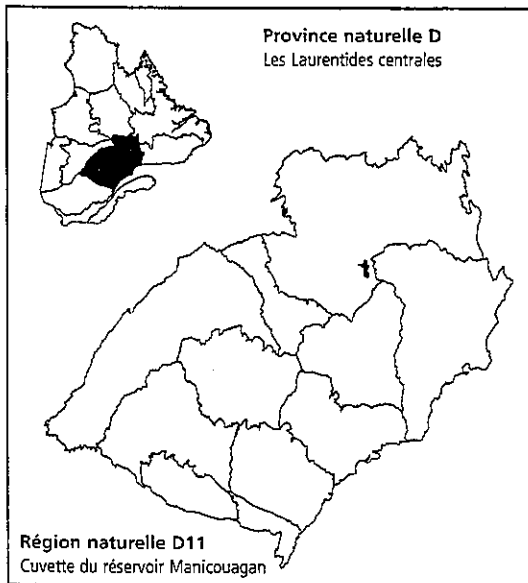 Province naturelle D
Les Laurentides centrales
Région naturelle D11
Cuvette du réservoir Manicouagan